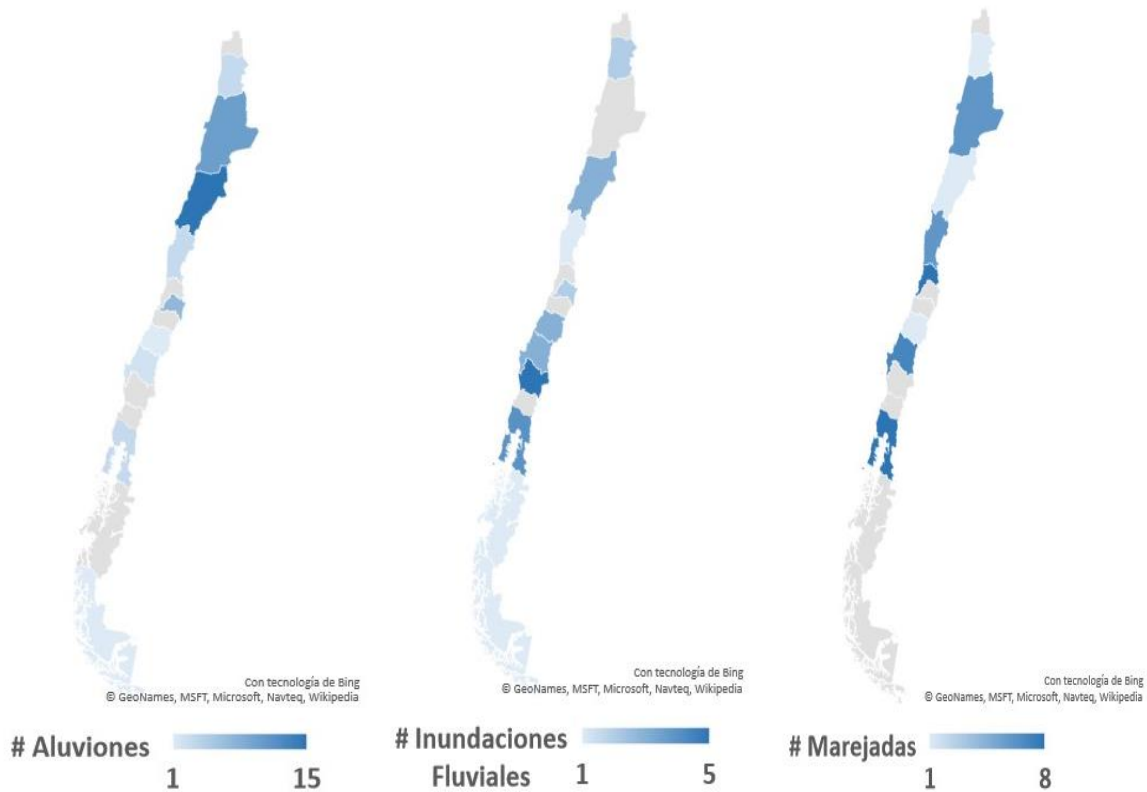 Con tecnología de Bing
© GeoNames, MSFT, Microsoft, Navteq, Wikipedia
Con tecnología de Bing
© GeoNames, MSFT, Microsoft, Navteq, Wikipedia
Con tecnología de Bing
© GeoNames, MSFT, Microsoft, Navteq, Wikipedia
# Aluviones
1 15
# Inundaciones
Fluviales 1 5
# Marejadas
1 8